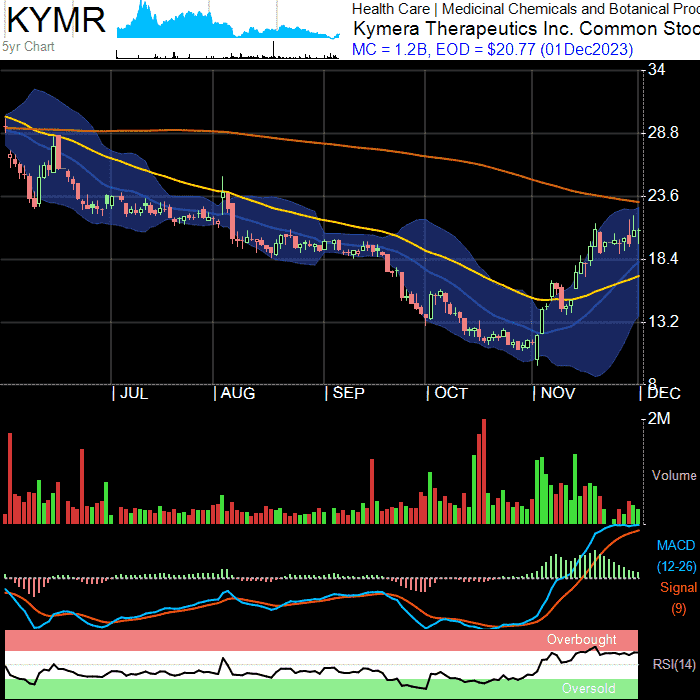 KYMR
5yr Chart
Health Care | Medicinal Chemicals and Botanical Proc
Kymera Therapeutics Inc. Common Stoc
MC = 1.2B, EOD = $20.77 (01Dec2023)
34
28.8
23.6
18.4
13.2
8
| JUL | AUG | SEP | OCT | NOV | DEC
2M
Volume
MACD
(12-26)
Signal
(9)
Overbought
RSI(14)
Oversold